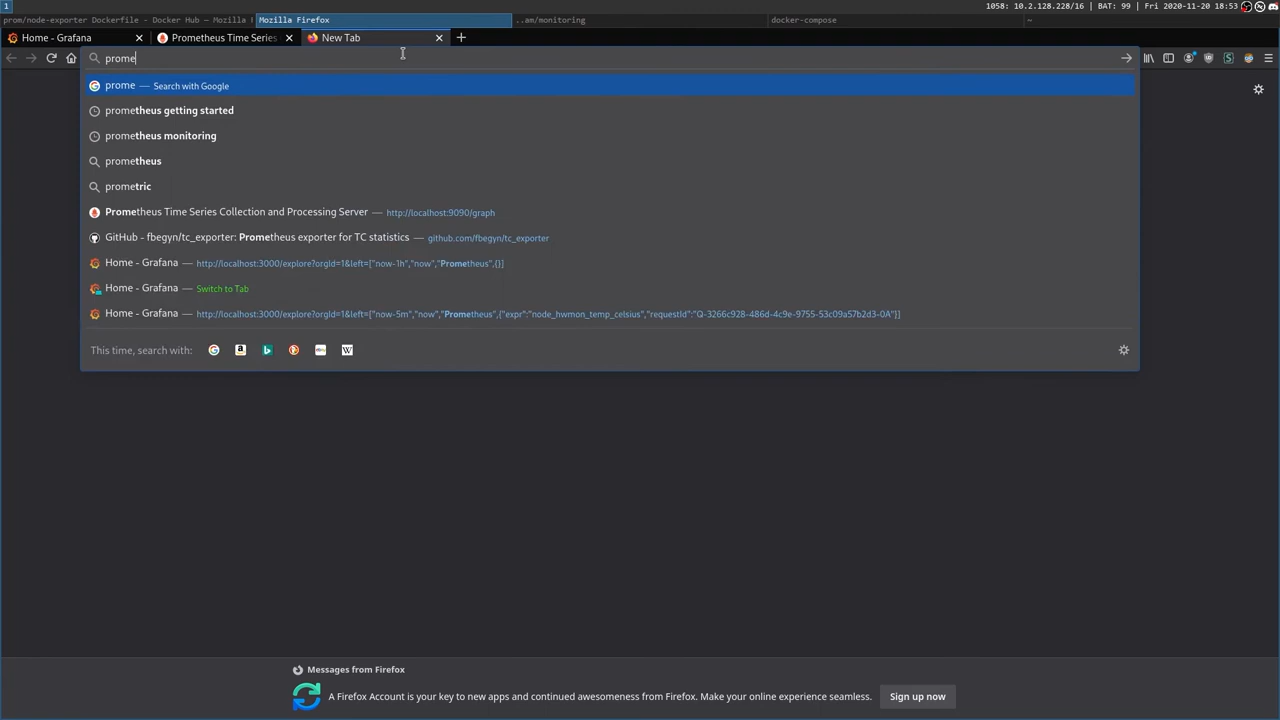 1
1058: 10.2.128.228/16 | BAT: 99 | Fri 2020-11-20 18:53
prom/node-exporter Dockerfile - Docker Hub — Mozilla
Mozilla Firefox
..am/monitoring
docker-compose
~
Home - Grafana
Prometheus Time Series
New Tab
prome
prome — Search with Google
prometheus getting started
prometheus monitoring
prometheus
prometric
Prometheus Time Series Collection and Processing Server — http://localhost:9090/graph
GitHub - fbegyn/tc_exporter: Prometheus exporter for TC statistics — github.com/fbegyn/tc_exporter
Home - Grafana — http://localhost:3000/explore?orgId=1&left=["now-1h","now","Prometheus",{}]
Home - Grafana — Switch to Tab
Home - Grafana — http://localhost:3000/explore?orgId=1&left=["now-5m","now","Prometheus",{"expr":"node_hwmon_temp_celsius","requestId":"Q-3266c928-486d-4c9e-9755-53c09a57b2d3-0A"}]
This time, search with:
Messages from Firefox
A Firefox Account is your key to new apps and continued awesomeness from Firefox. Make your online experience seamless.
Sign up now